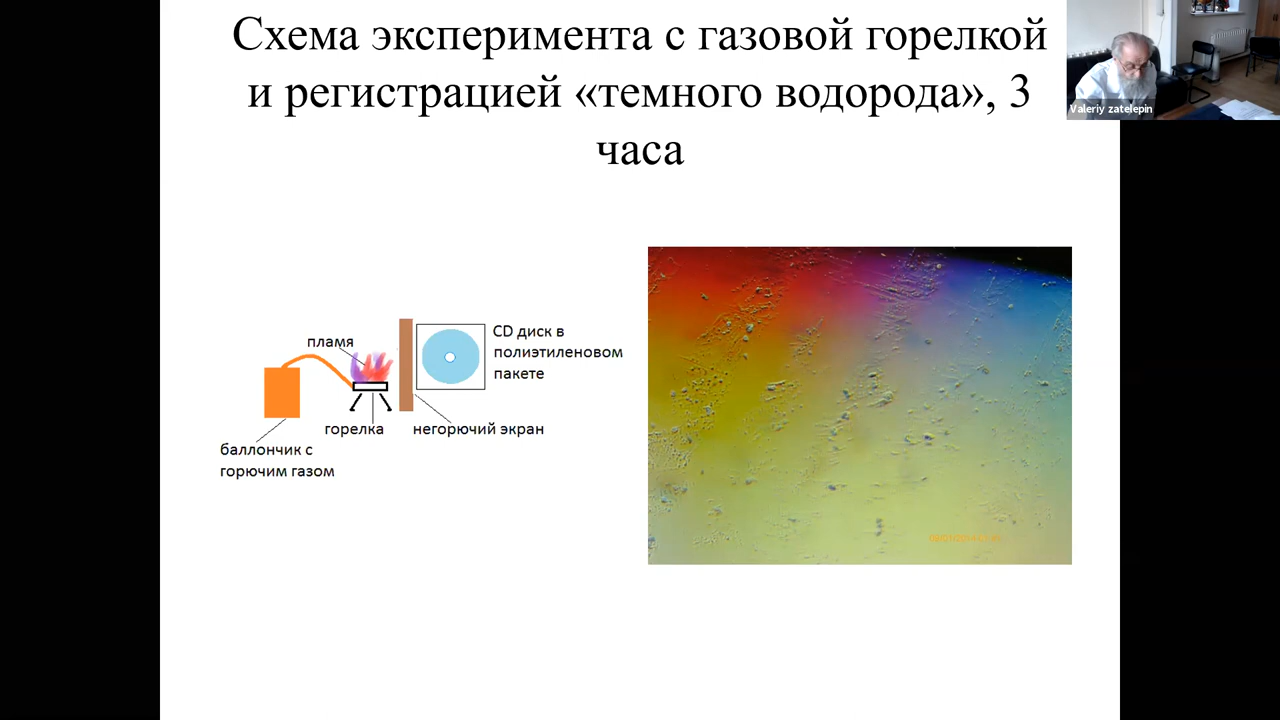 Схема эксперимента с газовой горелкой
и регистрацией «темного водорода», 3
часа
Valeriy zatelepin
пламя
CD диск в
полиэтиленовом
пакете
горелка
негорючий экран
баллончик с
горючим газом